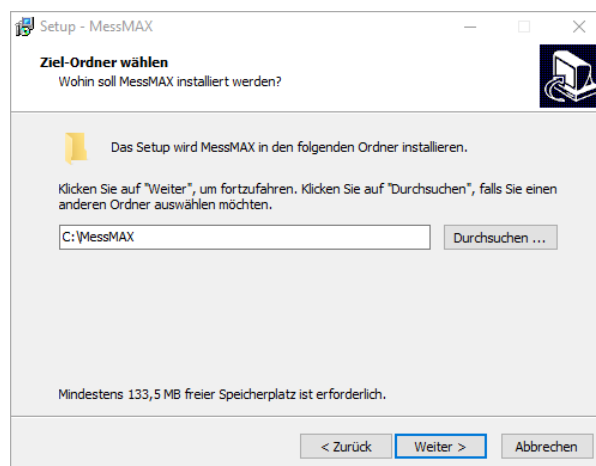 Setup - MessMAX
Ziel-Ordner wählen
Wohin soll MessMAX installiert werden?
Das Setup wird MessMAX in den folgenden Ordner installieren.
Klicken Sie auf "Weiter", um fortzufahren. Klicken Sie auf "Durchsuchen", falls Sie einen
anderen Ordner auswählen möchten.
C:\MessMAX
Durchsuchen ...
Mindestens 133,5 MB freier Speicherplatz ist erforderlich.
< Zurück
Weiter >
Abbrechen